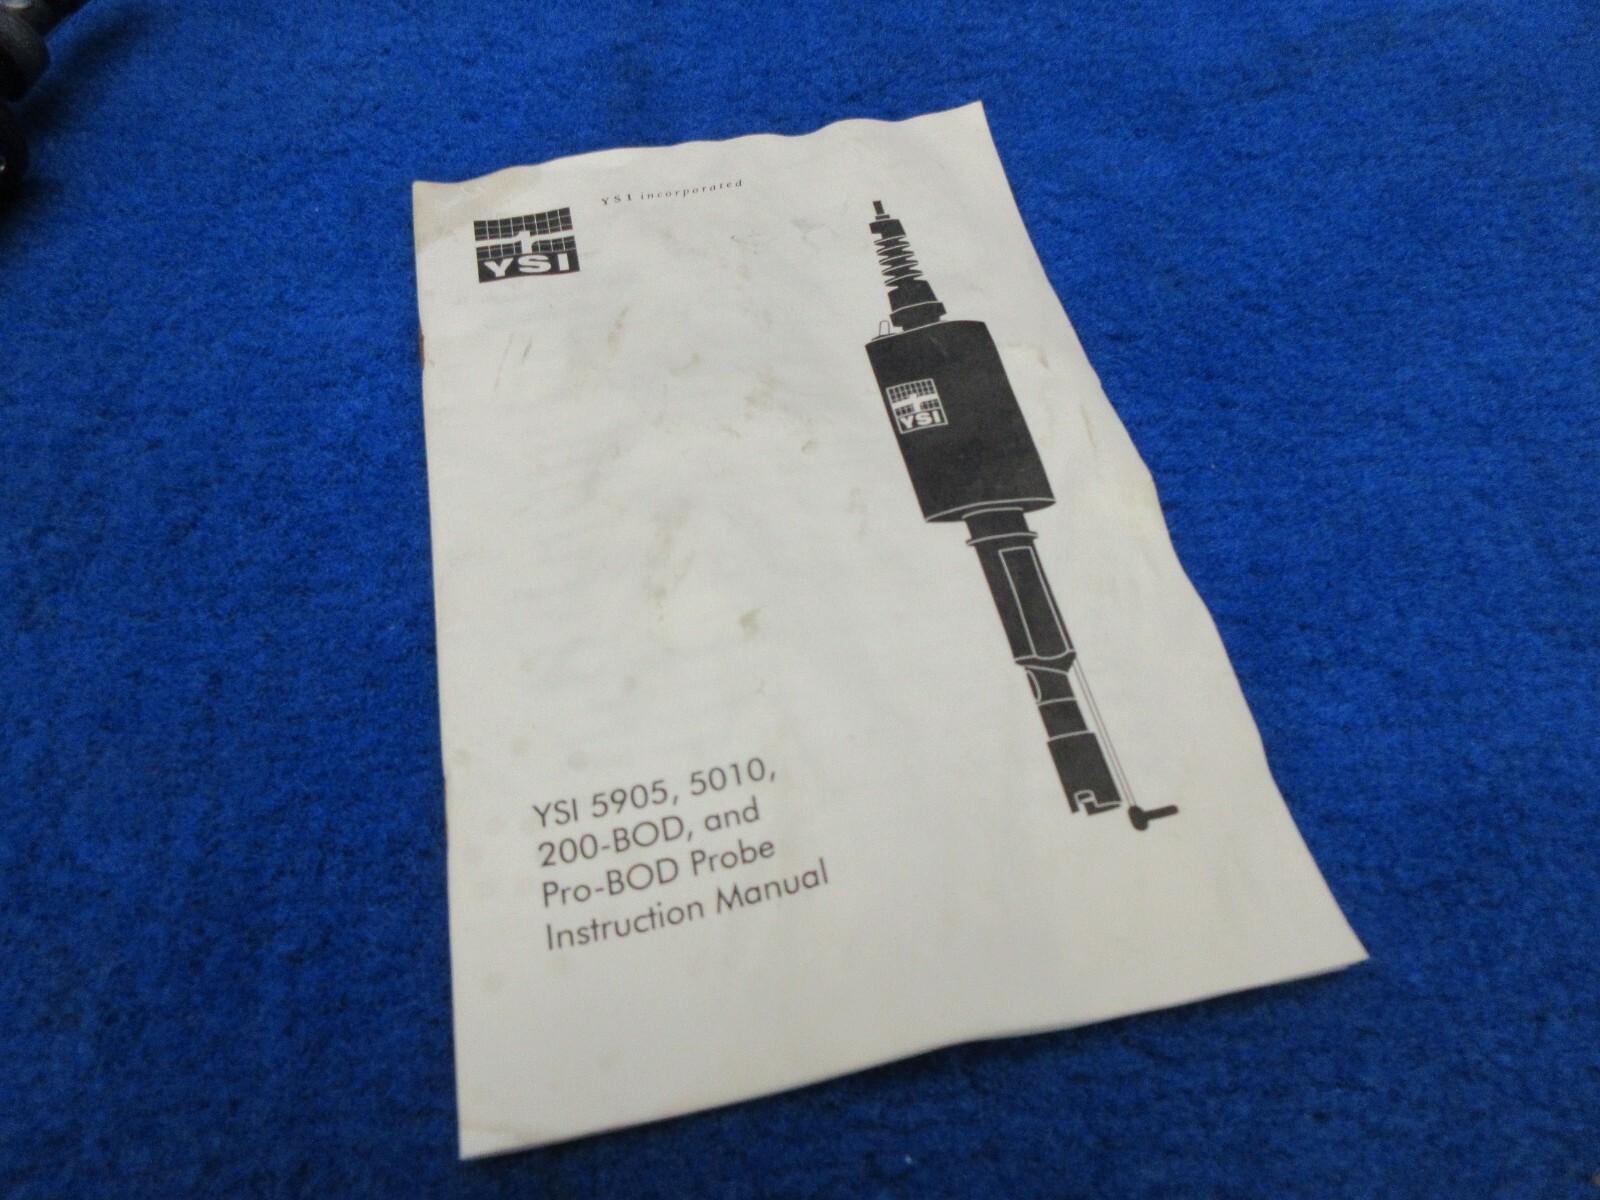 YSI incorporated
YSI
YSI
YSI 5905, 5010,
200-BOD, and
Pro-BOD Probe
Instruction Manual